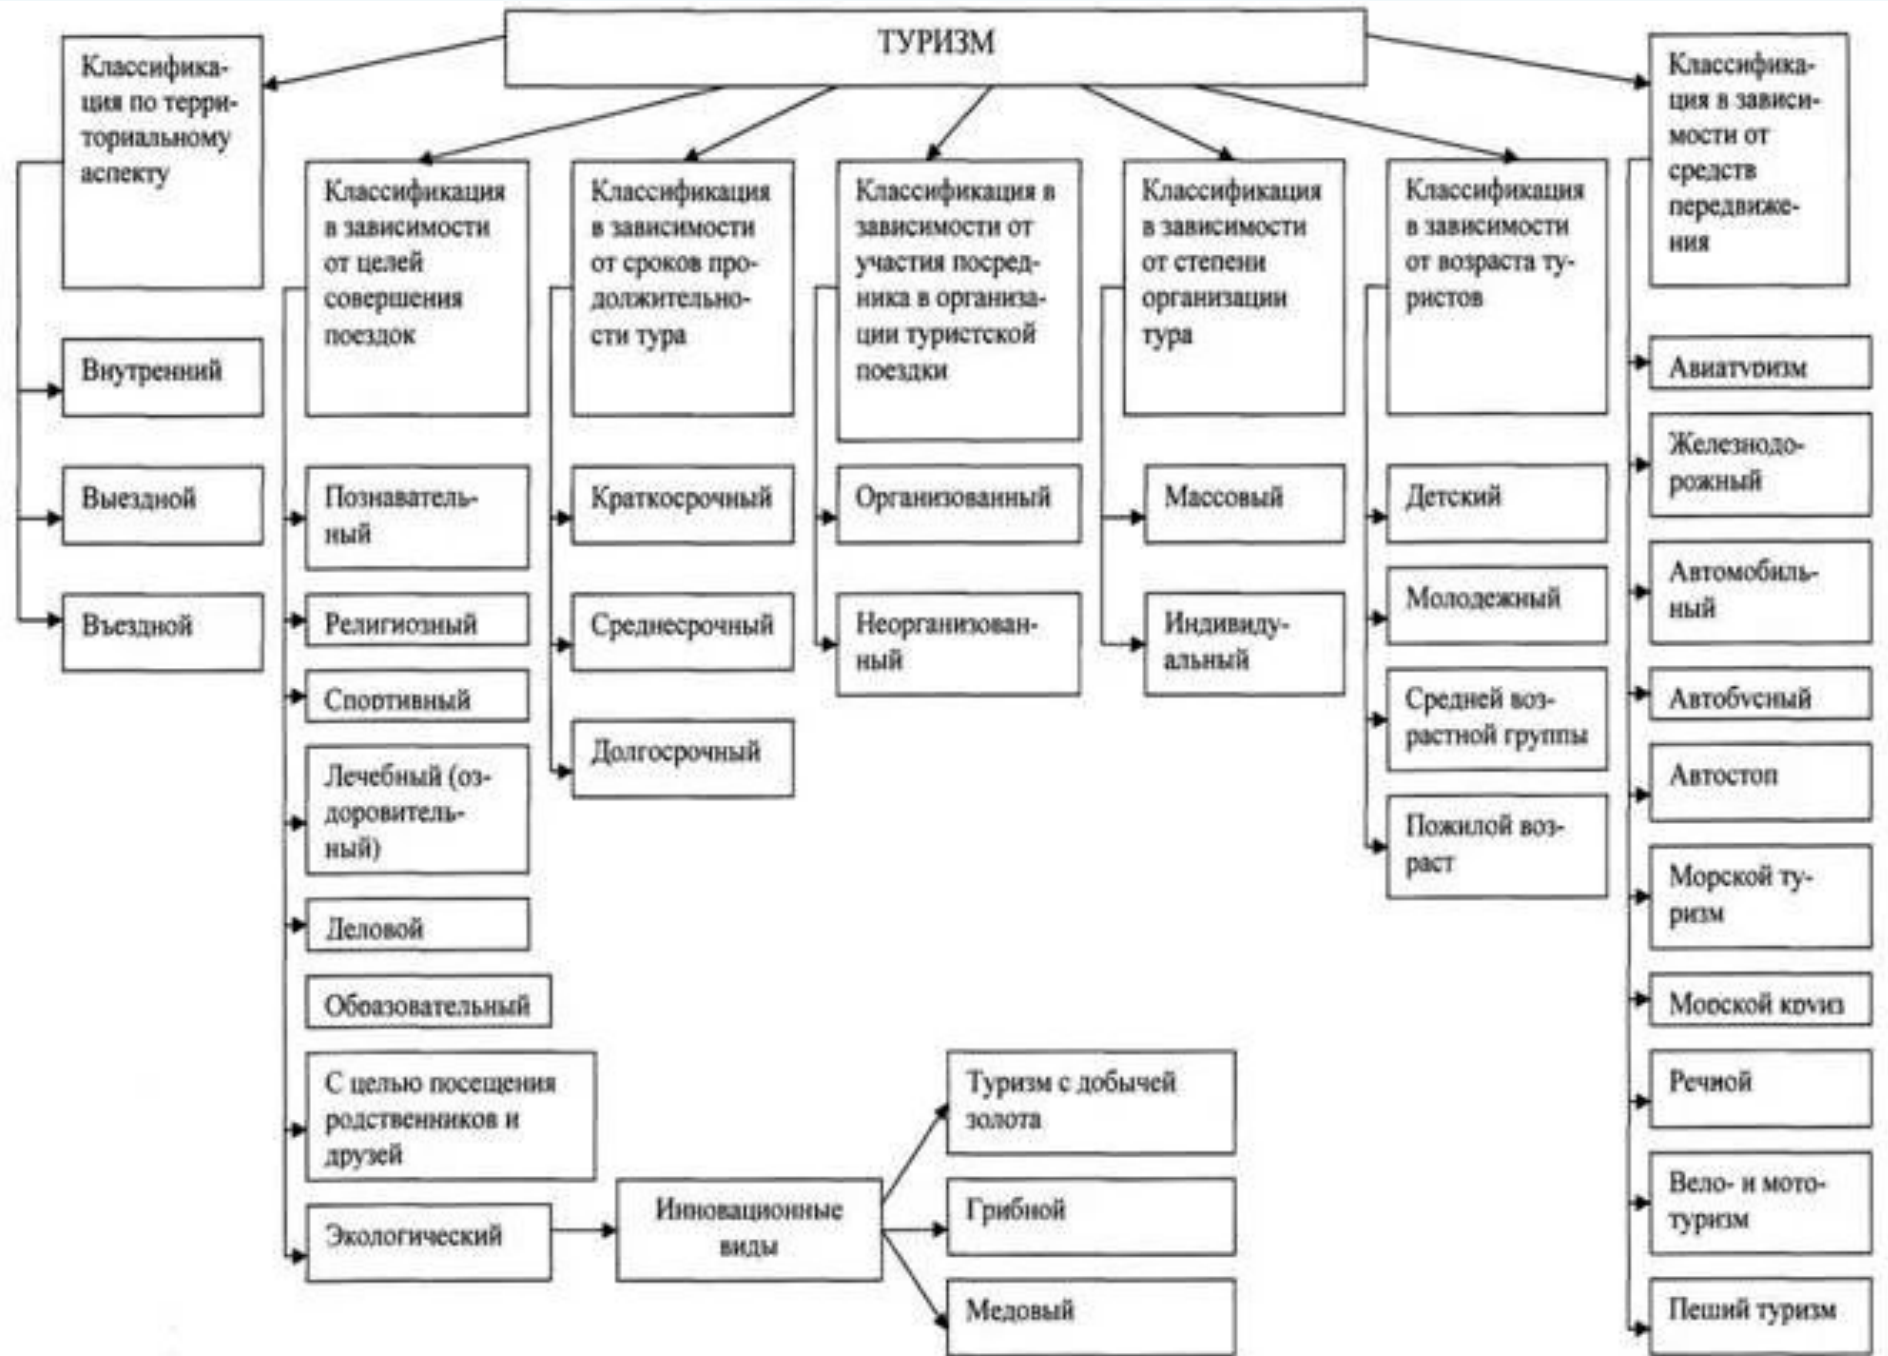 ТУРИЗМ
Классифика-
ция по терри-
ториальному
аспекту
Внутренний
Выездной
Въездной
Классификация
в зависимости
от целей
совершения
поездок
Познаватель-
ный
Религиозный
Спортивный
Лечебный (оз-
доровитель-
ный)
Деловой
Образовательный
С целью посещения
родственников и
друзей
Экологический
Инновационные
виды
Туризм с добычей
золота
Грибной
Медовый
Классификация
в зависимости
от сроков про-
должительно-
сти тура
Краткосрочный
Среднесрочный
Долгосрочный
Классификация в
зависимости от
участия посред-
ника в организа-
ции туристской
поездки
Организованный
Неорганизован-
ный
Классификация
в зависимости
от степени
организации
тура
Массовый
Индивиду-
альный
Классификация
в зависимости
от возраста ту-
ристов
Детский
Молодежный
Средней воз-
растной группы
Пожилой воз-
раст
Классифика-
ция в зависи-
мости от
средств
передвиже-
ния
Авиатуризм
Железнодо-
рожный
Автомобиль-
ный
Автобусный
Автостоп
Морской ту-
ризм
Морской круиз
Речной
Вело- и мото-
туризм
Пеший туризм